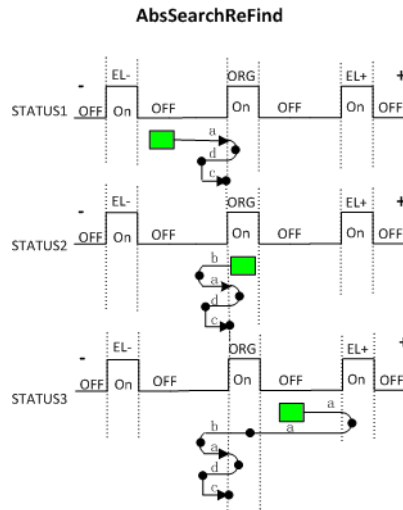 AbsSearchReFind
- EL- ORG EL+ +
STATUS1 OFF On OFF On OFF On OFF
a
d
c
- EL- ORG EL+ +
STATUS2 OFF On OFF On OFF On OFF
b
a
d
c
- EL- ORG EL+ +
STATUS3 OFF On OFF On OFF On OFF
a
b a
a
d
c